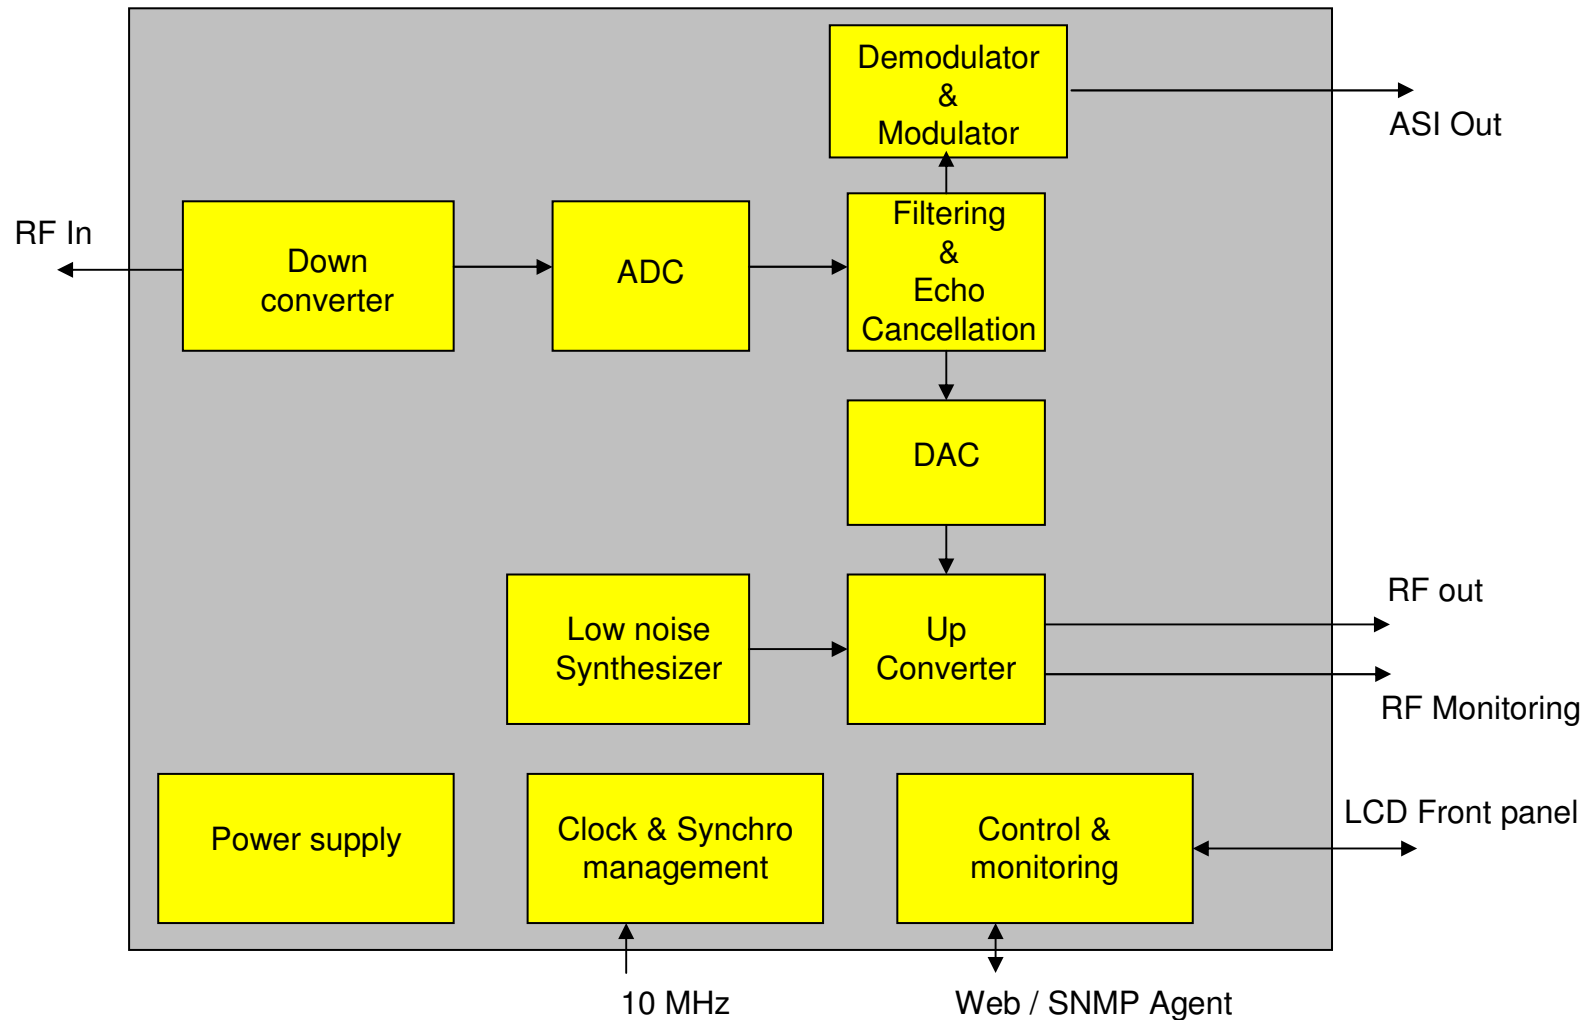 Demodulator
&
Modulator
ASI Out
RF In
Down
converter
ADC
Filtering
&
Echo
Cancellation
DAC
Low noise
Synthesizer
Up
Converter
RF out
RF Monitoring
Power supply
Clock & Synchro
management
Control &
monitoring
LCD Front panel
10 MHz
Web / SNMP Agent